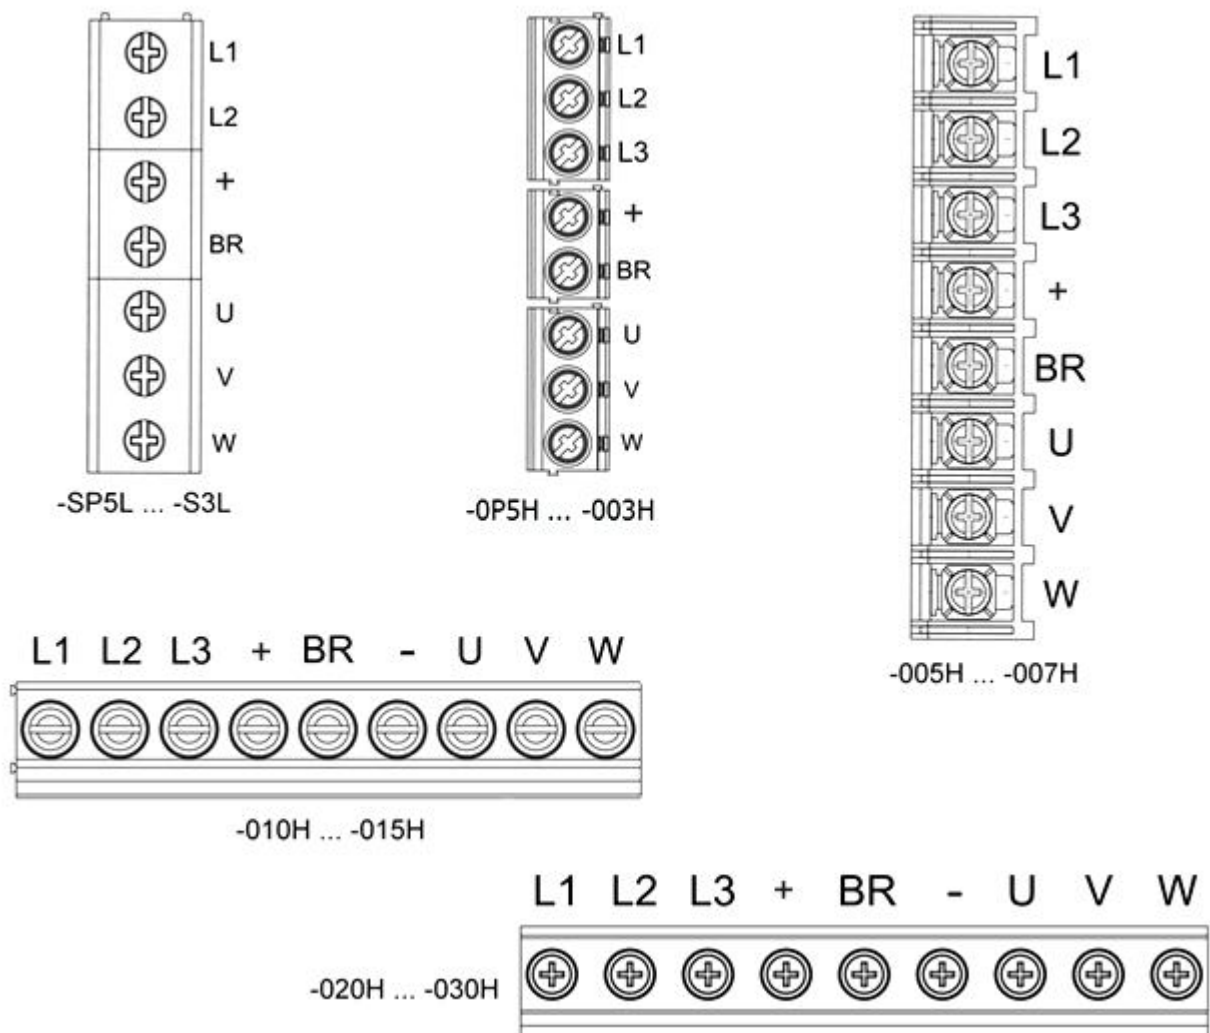 L1
L2
+
BR
U
V
W
-SP5L ... -S3L
L1
L2
L3
+
BR
U
V
W
-0P5H ... -003H
L1
L2
L3
+
BR
U
V
W
-005H ... -007H
L1 L2 L3 + BR - U V W
-010H ... -015H
L1 L2 L3 + BR - U V W
-020H ... -030H